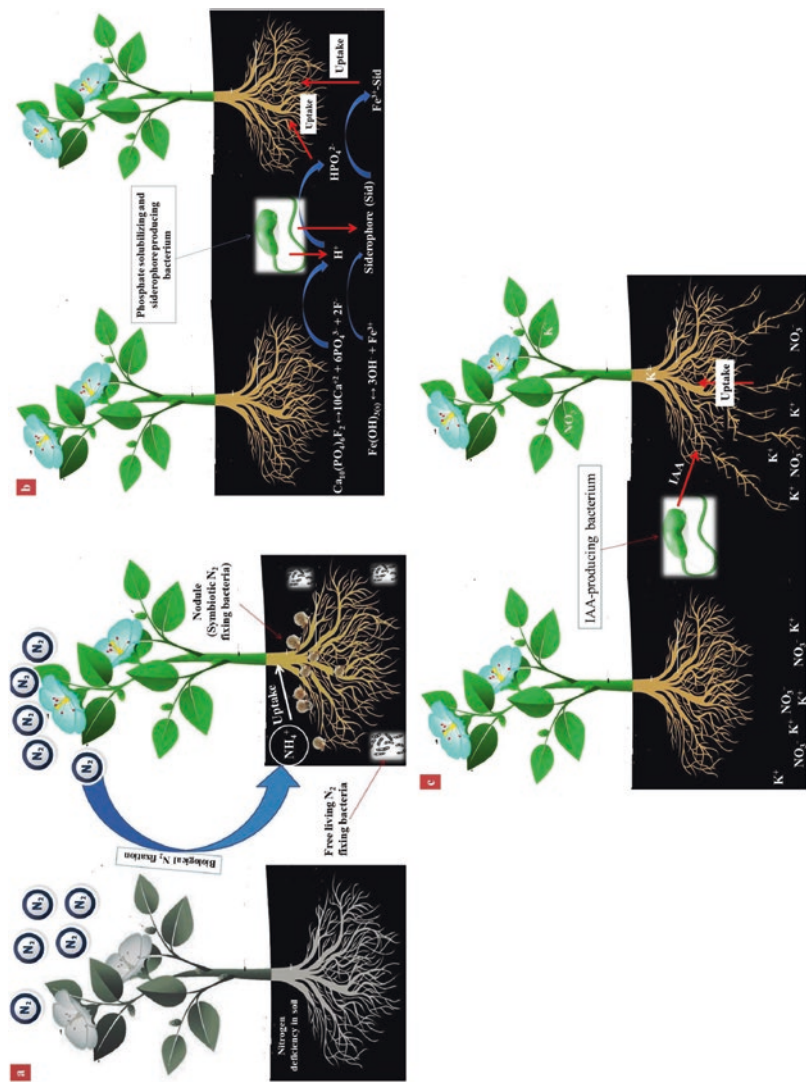 a
N₂
N₂
N₂
N₂
N₂
N₂
Nitrogen
deficiency in soil
Biological N₂ fixation
N₂
N₂
N₂
N₂
N₂
NH₄⁺
Uptake
Nodule
(Symbiotic N₂
fixing bacteria)
Free living N₂
fixing bacteria
b
Phosphate solubilizing and
siderophore producing
bacterium
Ca₁₀(PO₄)₆F₂ ↔10Ca⁺² + 6PO₄³⁻ + 2F⁻
H⁺
HPO₄²⁻
Uptake
Uptake
Fe(OH)₃₍ₛ₎ ↔ 3OH⁻ + Fe³⁺
Siderophore (Sid)
Fe³⁺-Sid
c
IAA-producing bacterium
IAA
Uptake
NO₃⁻
K
K⁺
K⁺
NO₃⁻
K⁺
NO₃⁻
K⁺
NO₃⁻
K⁺
K⁺
NO₃⁻
K⁺
K⁺
NO₃⁻